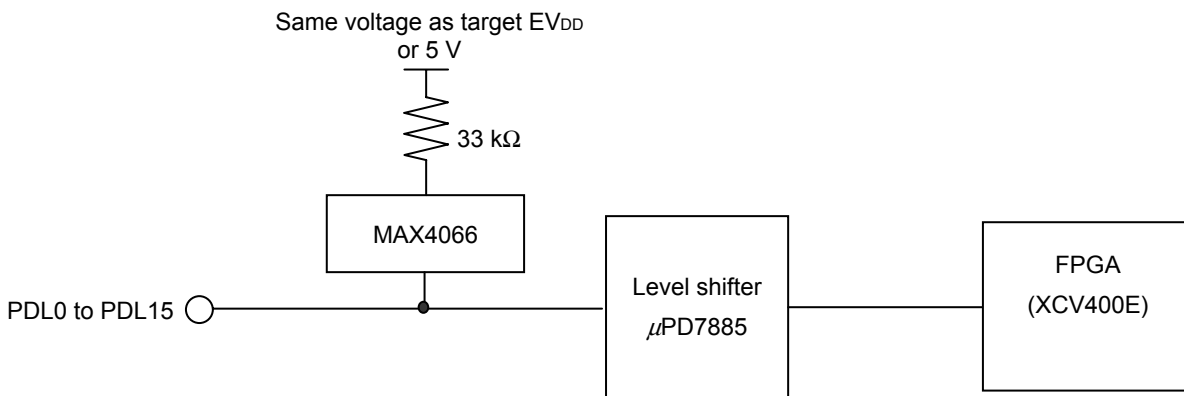 Same voltage as target EVDD
or 5 V
33 kΩ
MAX4066
PDL0 to PDL15
Level shifter
μPD7885
FPGA
(XCV400E)